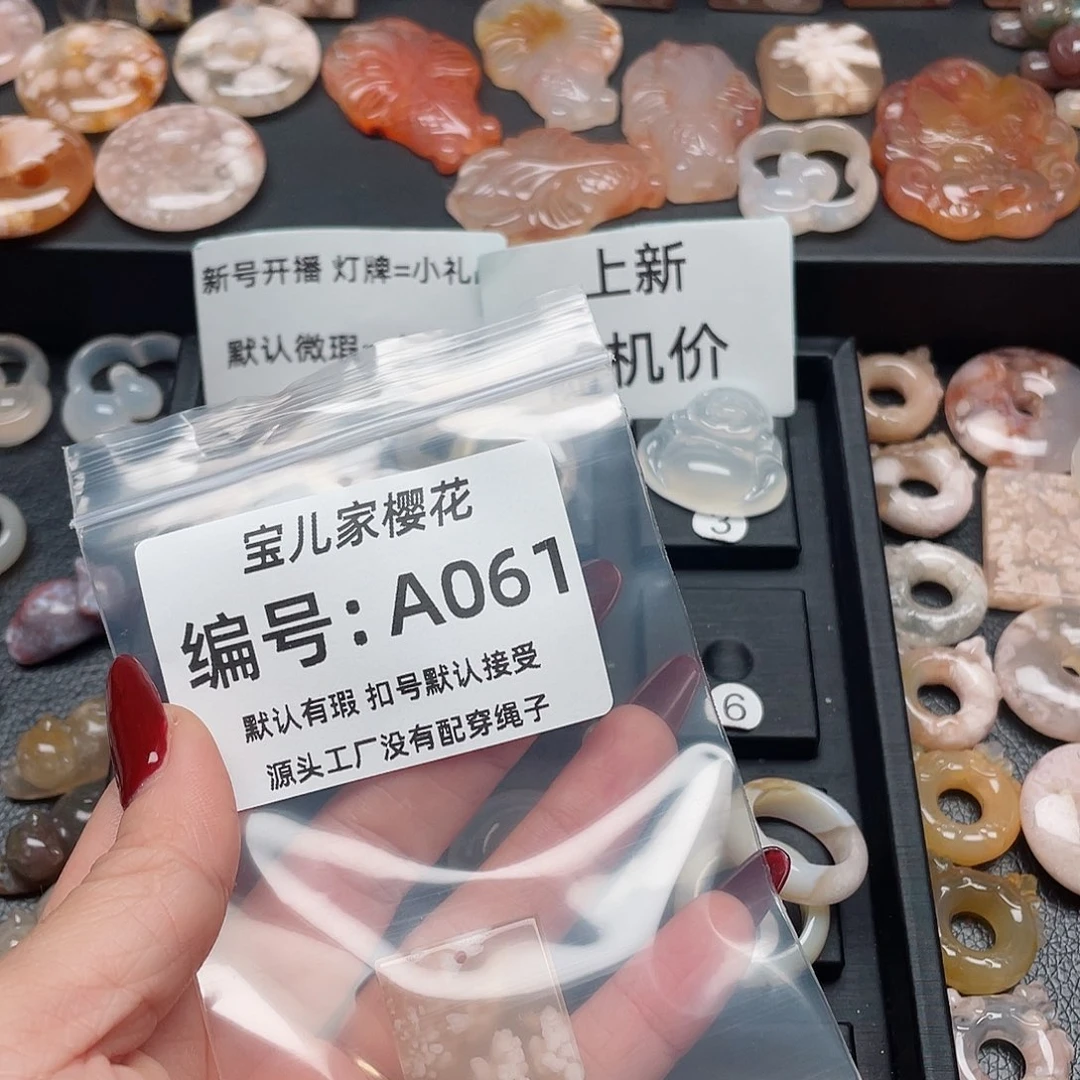 新号开播 灯牌=小礼
默认微瑕
上新
机价
宝儿家樱花
编号：A061
默认有瑕 扣号默认接受
源头工厂没有配穿绳子
3
6